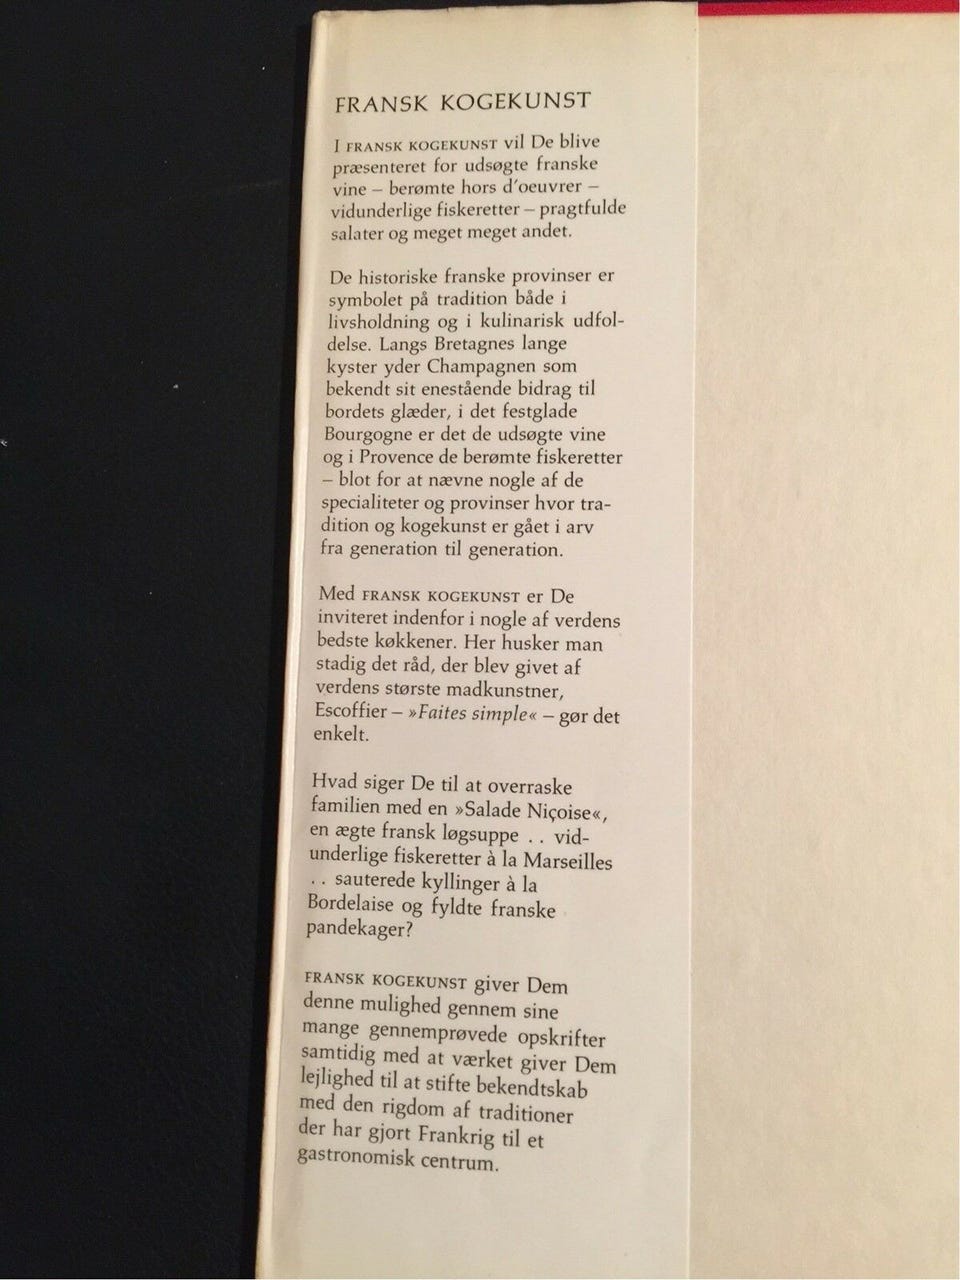 FRANSK KOGEKUNST
I FRANSK KOGEKUNST vil De blive
præsenteret for udsøgte franske
vine – berømte hors d'oeuvrer –
vidunderlige fiskeretter – pragtfulde
salater og meget meget andet.
De historiske franske provinser er
symbolet på tradition både i
livsholdning og i kulinarisk udfol-
delse. Langs Bretagnes lange
kyster yder Champagnen som
bekendt sit enestående bidrag til
bordets glæder, i det festglade
Bourgogne er det de udsøgte vine
og i Provence de berømte fiskeretter
– blot for at nævne nogle af de
specialiteter og provinser hvor tra-
dition og kogekunst er gået i arv
fra generation til generation.
Med FRANSK KOGEKUNST er De
inviteret indenfor i nogle af verdens
bedste køkkener. Her husker man
stadig det råd, der blev givet af
verdens største madkunstner,
Escoffier – »Faites simple« – gør det
enkelt.
Hvad siger De til at overraske
familien med en »Salade Niçoise«,
en ægte fransk løgsuppe . . vid-
underlige fiskeretter à la Marseilles
. . sauterede kyllinger à la
Bordelaise og fyldte franske
pandekager?
FRANSK KOGEKUNST giver Dem
denne mulighed gennem sine
mange gennemprøvede opskrifter
samtidig med at værket giver Dem
lejlighed til at stifte bekendtskab
med den rigdom af traditioner
der har gjort Frankrig til et
gastronomisk centrum.